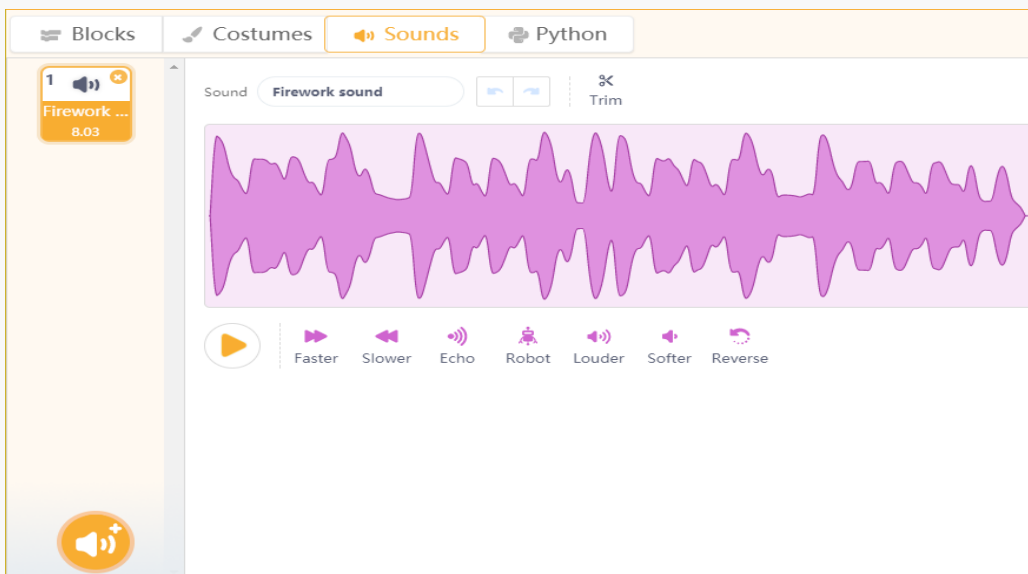 Blocks Costumes Sounds Python
1
Firework ...
8.03
Sound Firework sound
Trim
Faster Slower Echo Robot Louder Softer Reverse